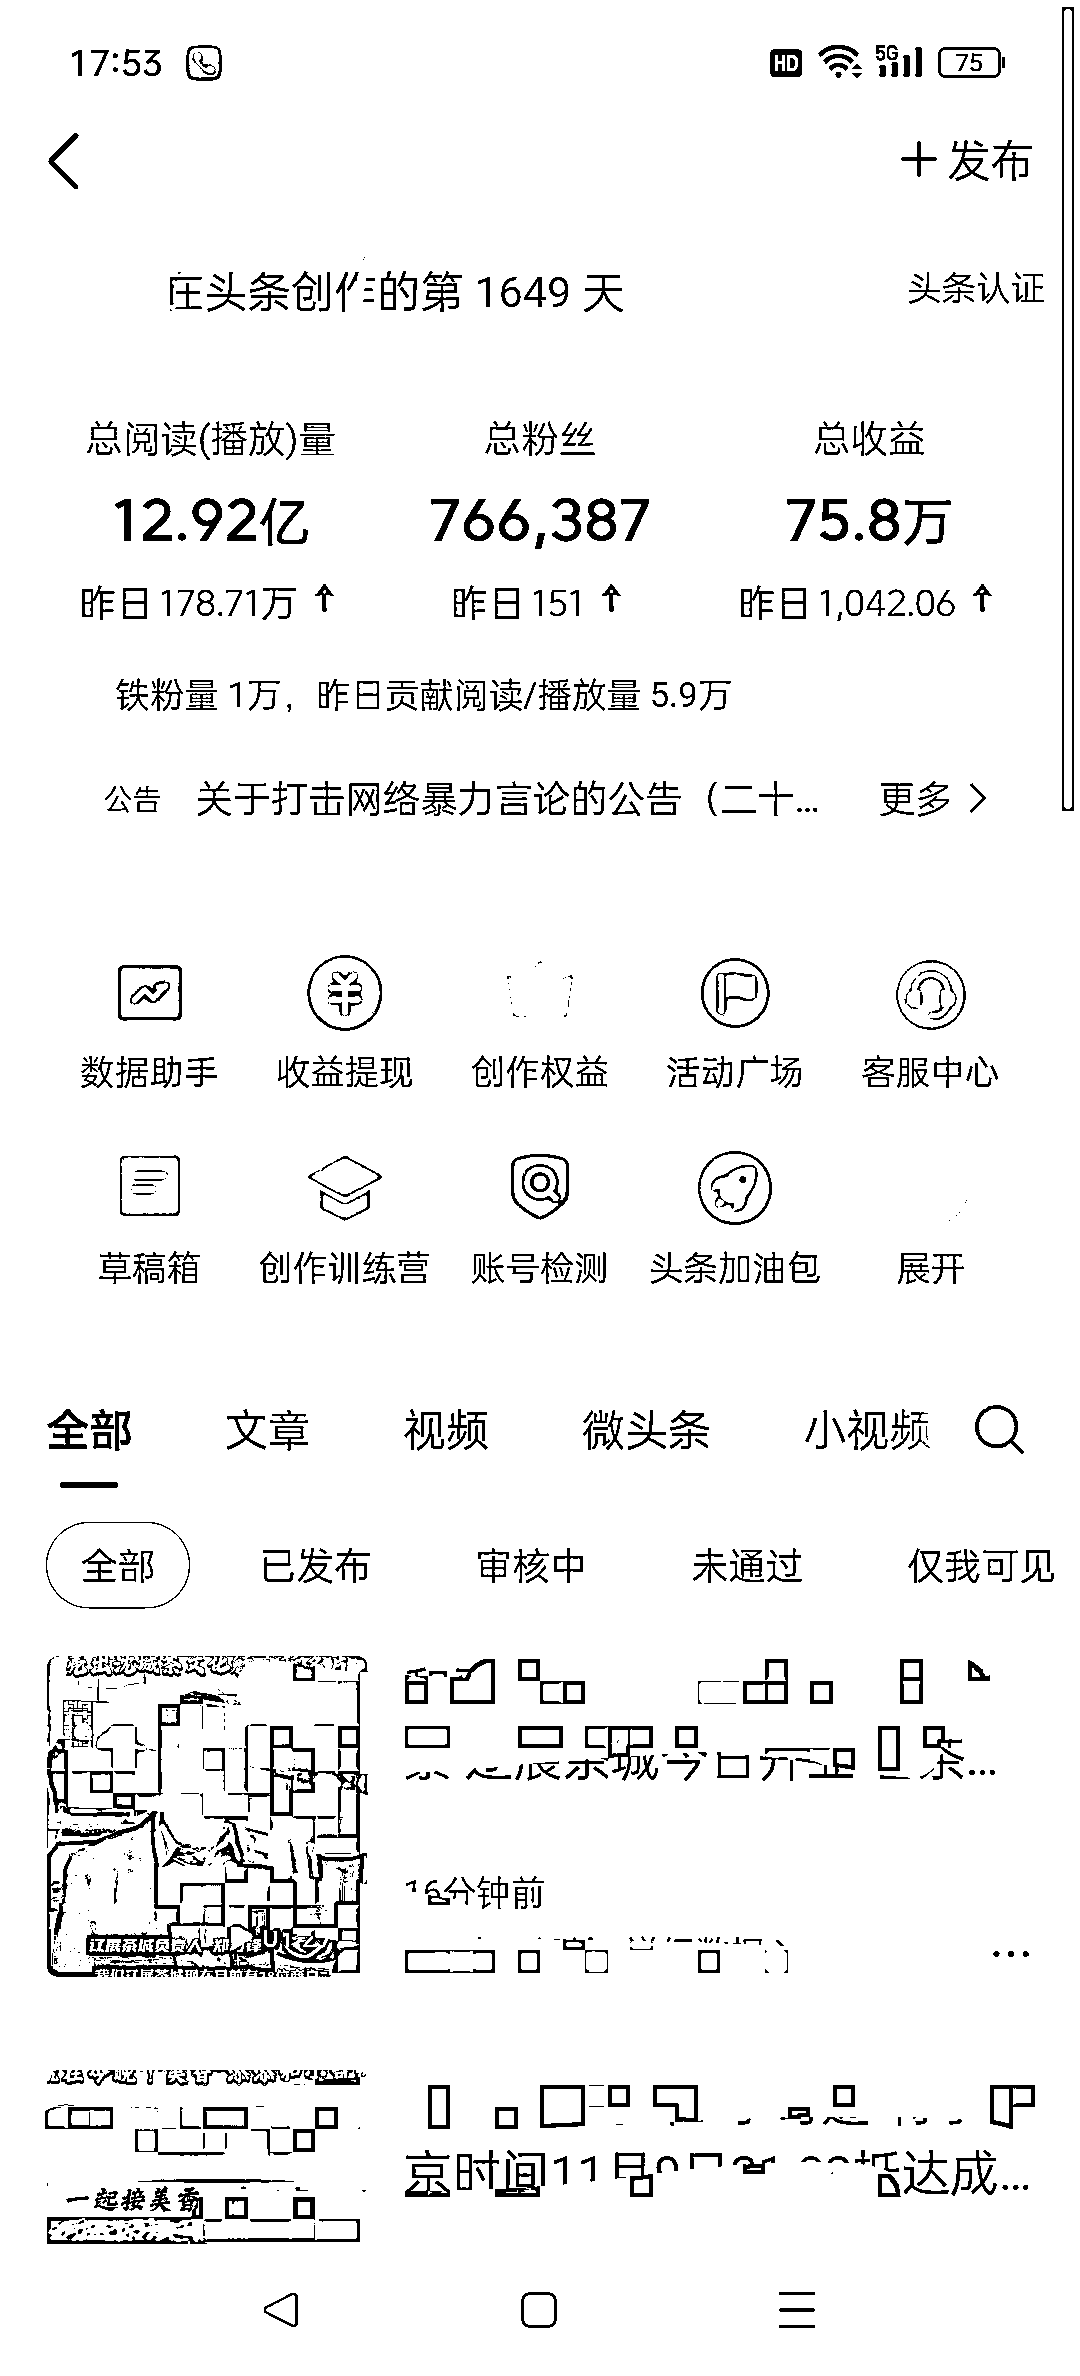 17:53
HD 5G 75
发布
在头条创作的第 1649 天
头条认证
总阅读(播放)量 总粉丝 总收益
12.92亿 766,387 75.8万
昨日 178.71万 昨日 151 昨日 1,042.06
铁粉量 1万，昨日贡献阅读/播放量 5.9万
公告 关于打击网络暴力言论的公告（二十... 更多
数据助手 收益提现 创作权益 活动广场 客服中心
草稿箱 创作训练营 账号检测 头条加油包 展开
全部 文章 视频 微头条 小视频
全部 已发布 审核中 未通过 仅我可见
茶...
分钟前
一起接美香
京时间11月
抵达成...